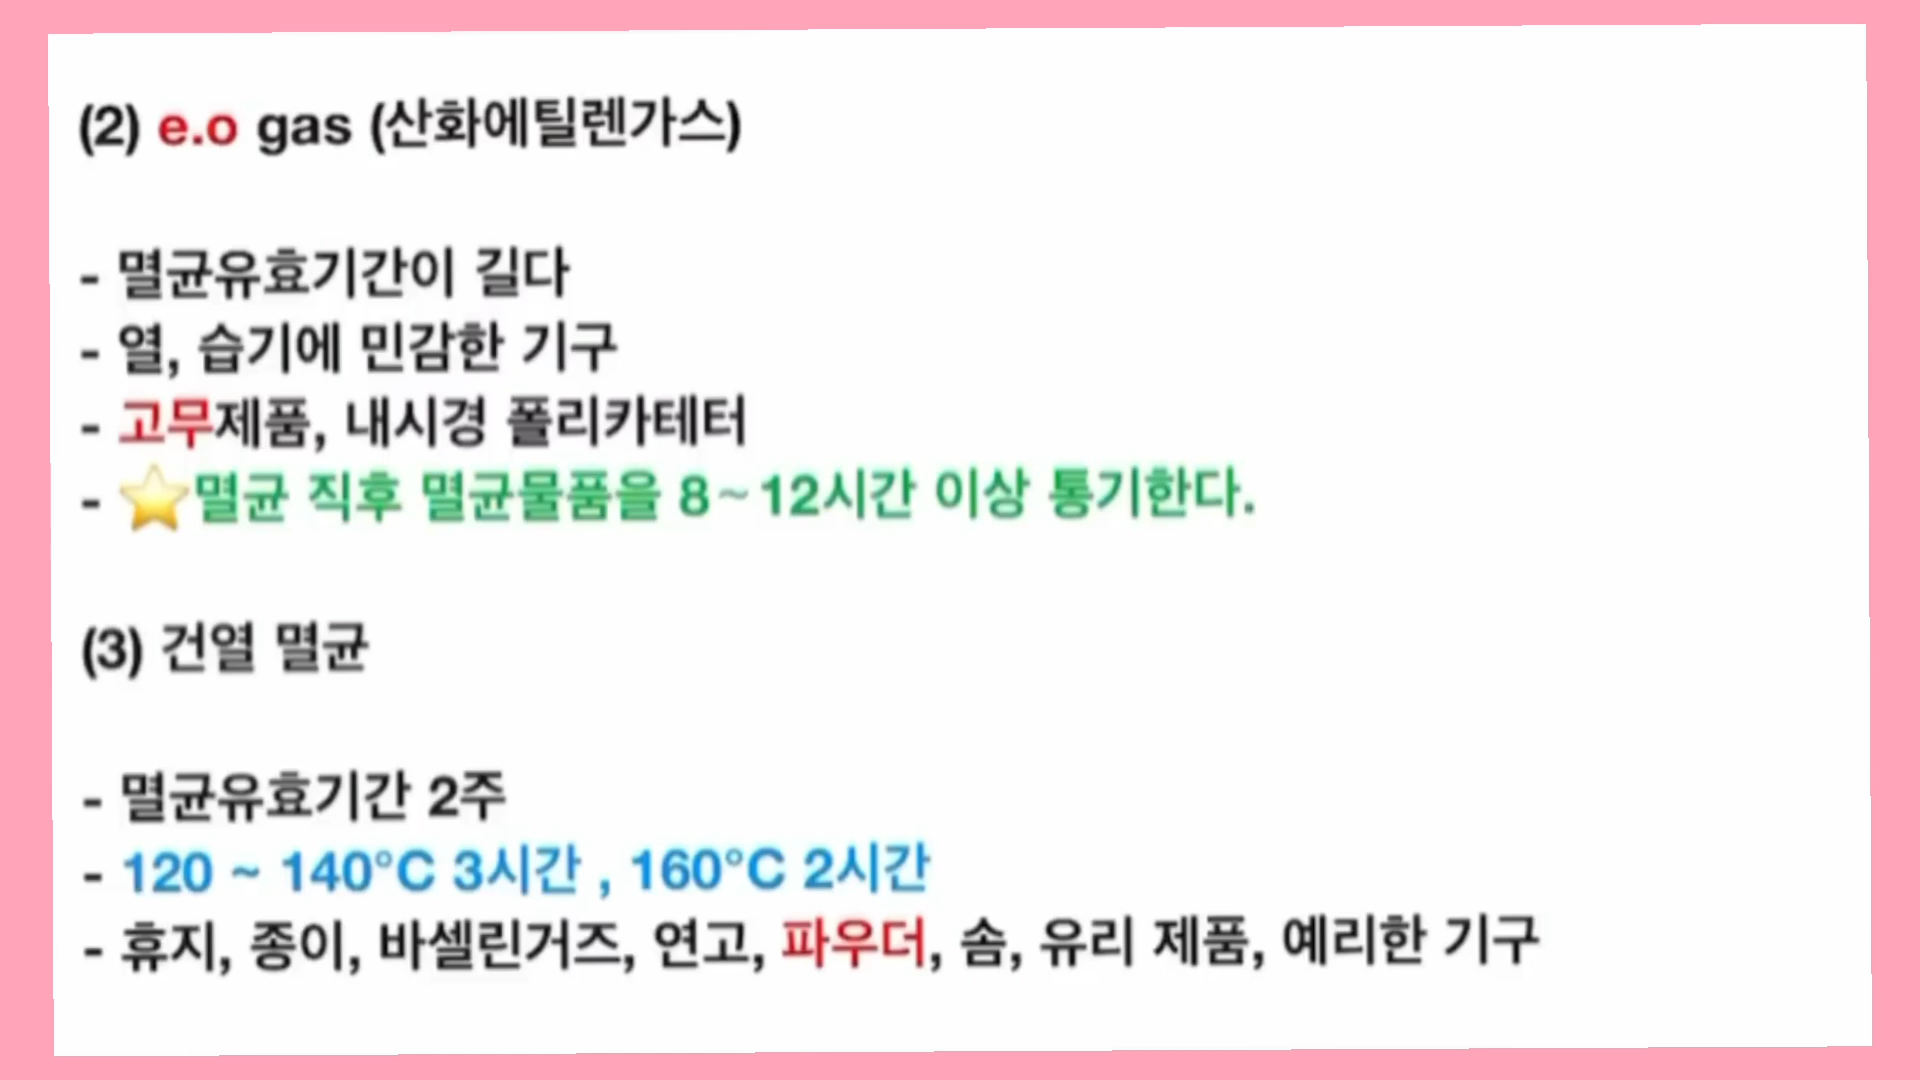 (2) e.o gas (산화에틸렌가스)
- 멸균유효기간이 길다
- 열, 습기에 민감한 기구
- 고무제품, 내시경 폴리카테터
- ⭐멸균 직후 멸균물품을 8~12시간 이상 통기한다.
(3) 건열 멸균
- 멸균유효기간 2주
- 120 ~ 140°C 3시간 , 160°C 2시간
- 휴지, 종이, 바셀린거즈, 연고, 파우더, 솜, 유리 제품, 예리한 기구